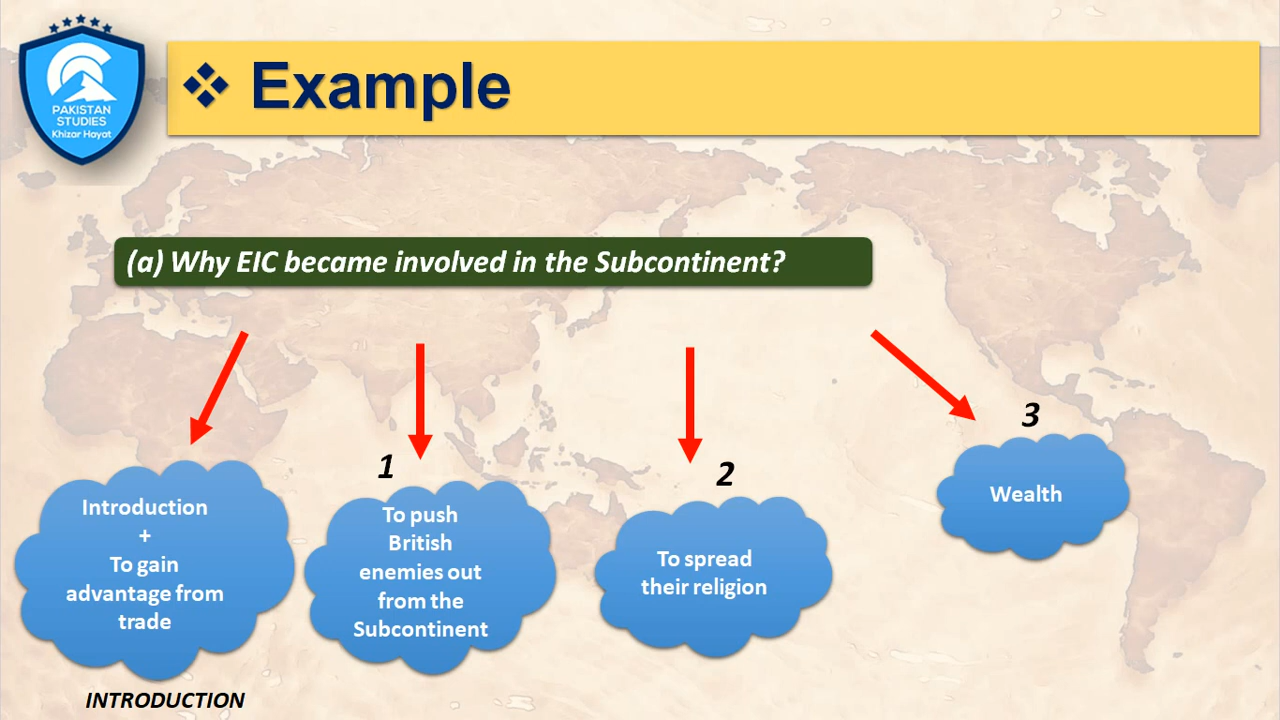 PAKISTAN
STUDIES
Khizar Hayat
❖ Example
(a) Why EIC became involved in the Subcontinent?
Introduction
+
To gain
advantage from
trade
INTRODUCTION
1
To push
British
enemies out
from the
Subcontinent
2
To spread
their religion
3
Wealth